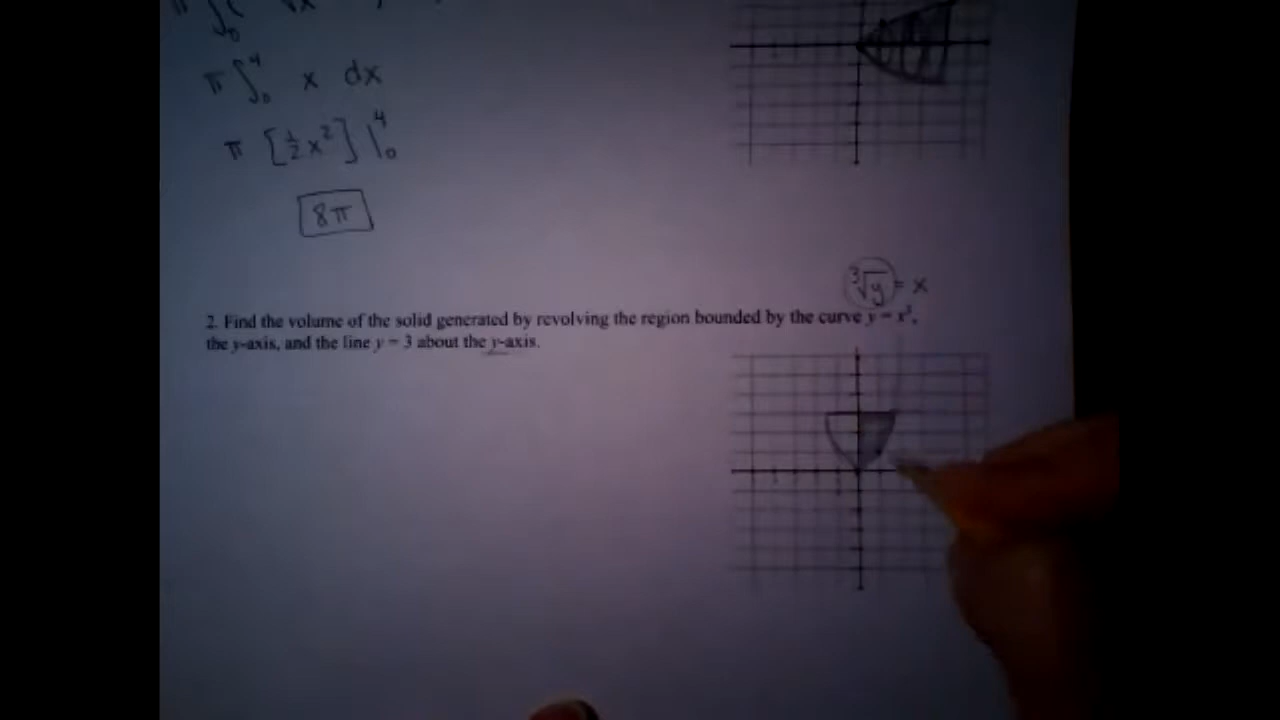 π ∫₀⁴ x dx
π [½x²] |₀⁴
8π
∛y = x
2. Find the volume of the solid generated by revolving the region bounded by the curve y = x³,
the y-axis, and the line y = 3 about the y-axis.